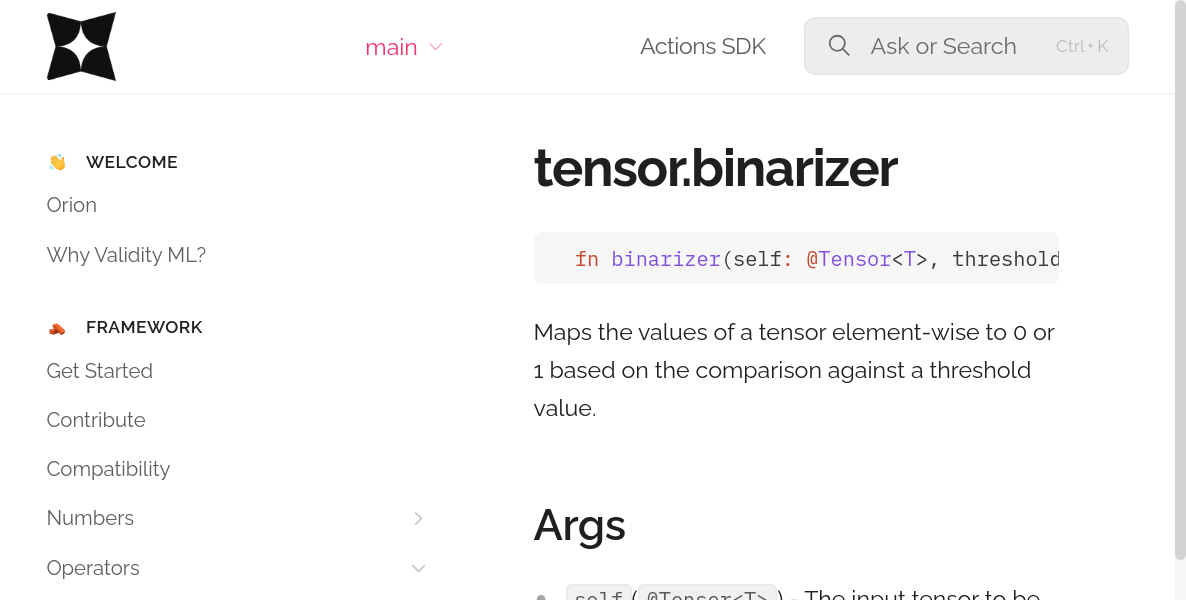 main
Actions SDK
Ask or Search
Ctrl+K
WELCOME
Orion
Why Validity ML?
FRAMEWORK
Get Started
Contribute
Compatibility
Numbers
Operators
tensor.binarizer
fn binarizer(self: @Tensor<T>, threshold
Maps the values of a tensor element-wise to 0 or
1 based on the comparison against a threshold
value.
Args
self (@Tensor<T>) - The input tensor to be